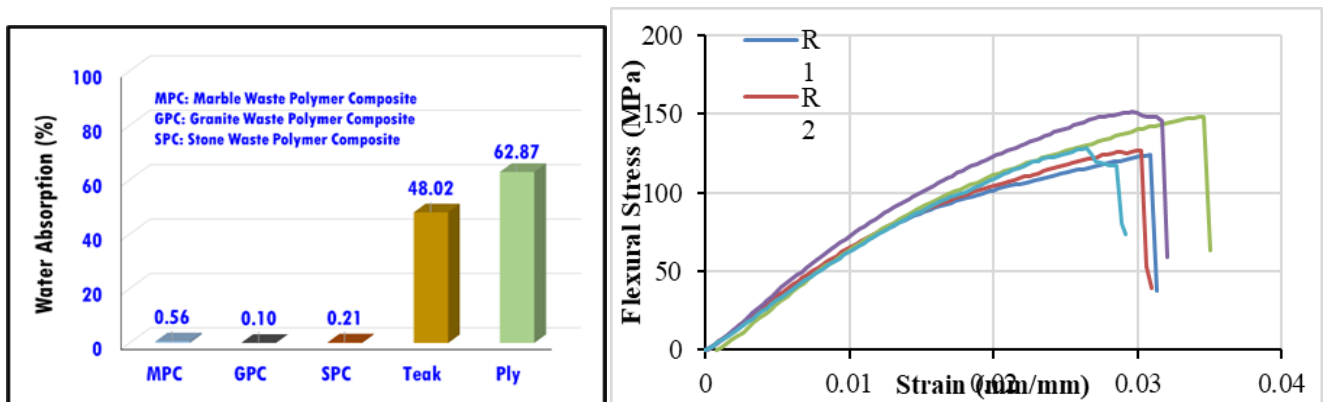 100
80
60
40
20
0
Water Absorption (%)
MPC: Marble Waste Polymer Composite
GPC: Granite Waste Polymer Composite
SPC: Stone Waste Polymer Composite
0.56
0.10
0.21
48.02
62.87
MPC GPC SPC Teak Ply
200
150
100
50
0
Flexural Stress (MPa)
R
1
R
2
0 0.01 0.02 0.03 0.04
Strain (mm/mm)